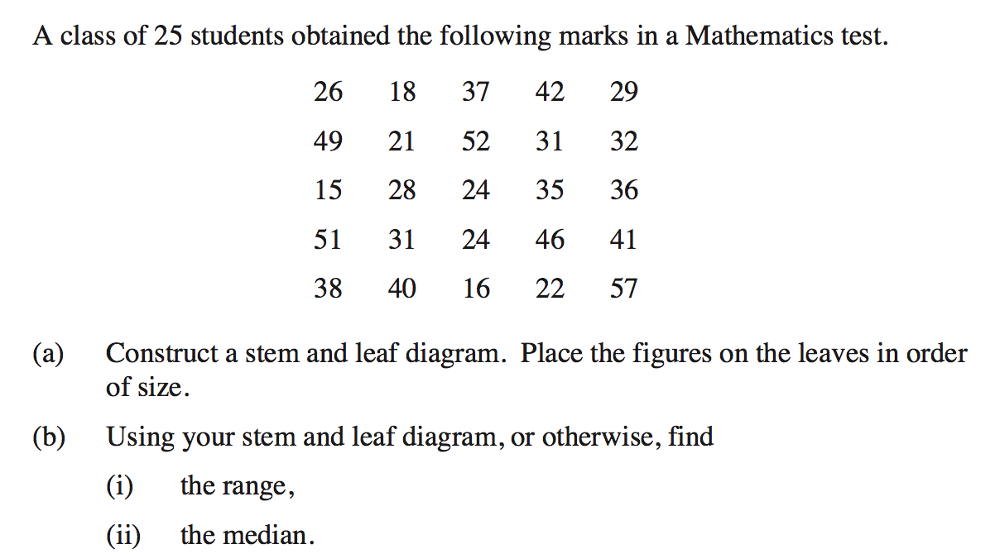 A class of 25 students obtained the following marks in a Mathematics test.
26 18 37 42 29
49 21 52 31 32
15 28 24 35 36
51 31 24 46 41
38 40 16 22 57
(a) Construct a stem and leaf diagram. Place the figures on the leaves in order
of size.
(b) Using your stem and leaf diagram, or otherwise, find
(i) the range,
(ii) the median.